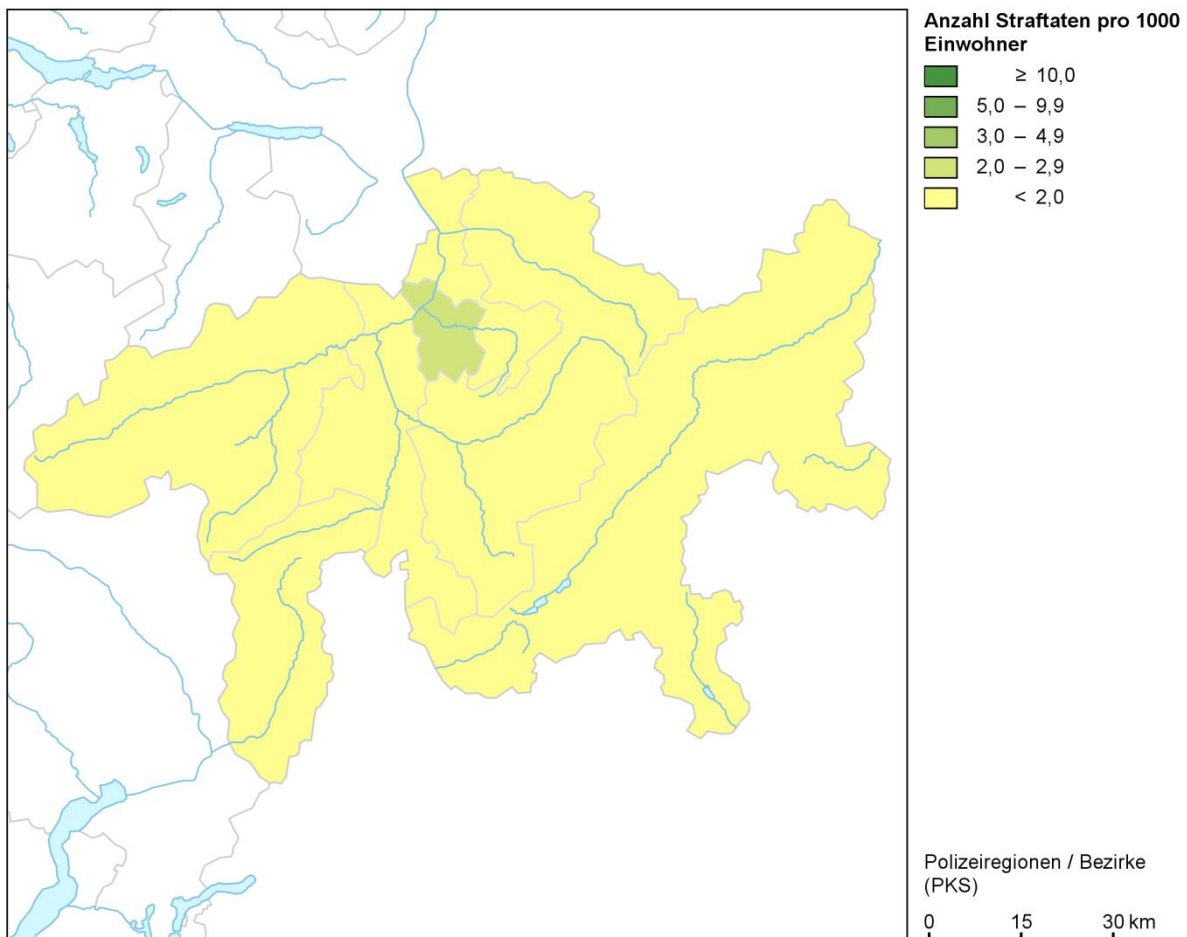 Anzahl Straftaten pro 1000
Einwohner
≥ 10,0
5,0 – 9,9
3,0 – 4,9
2,0 – 2,9
< 2,0
Polizeiregionen / Bezirke
(PKS)
0 15 30 km